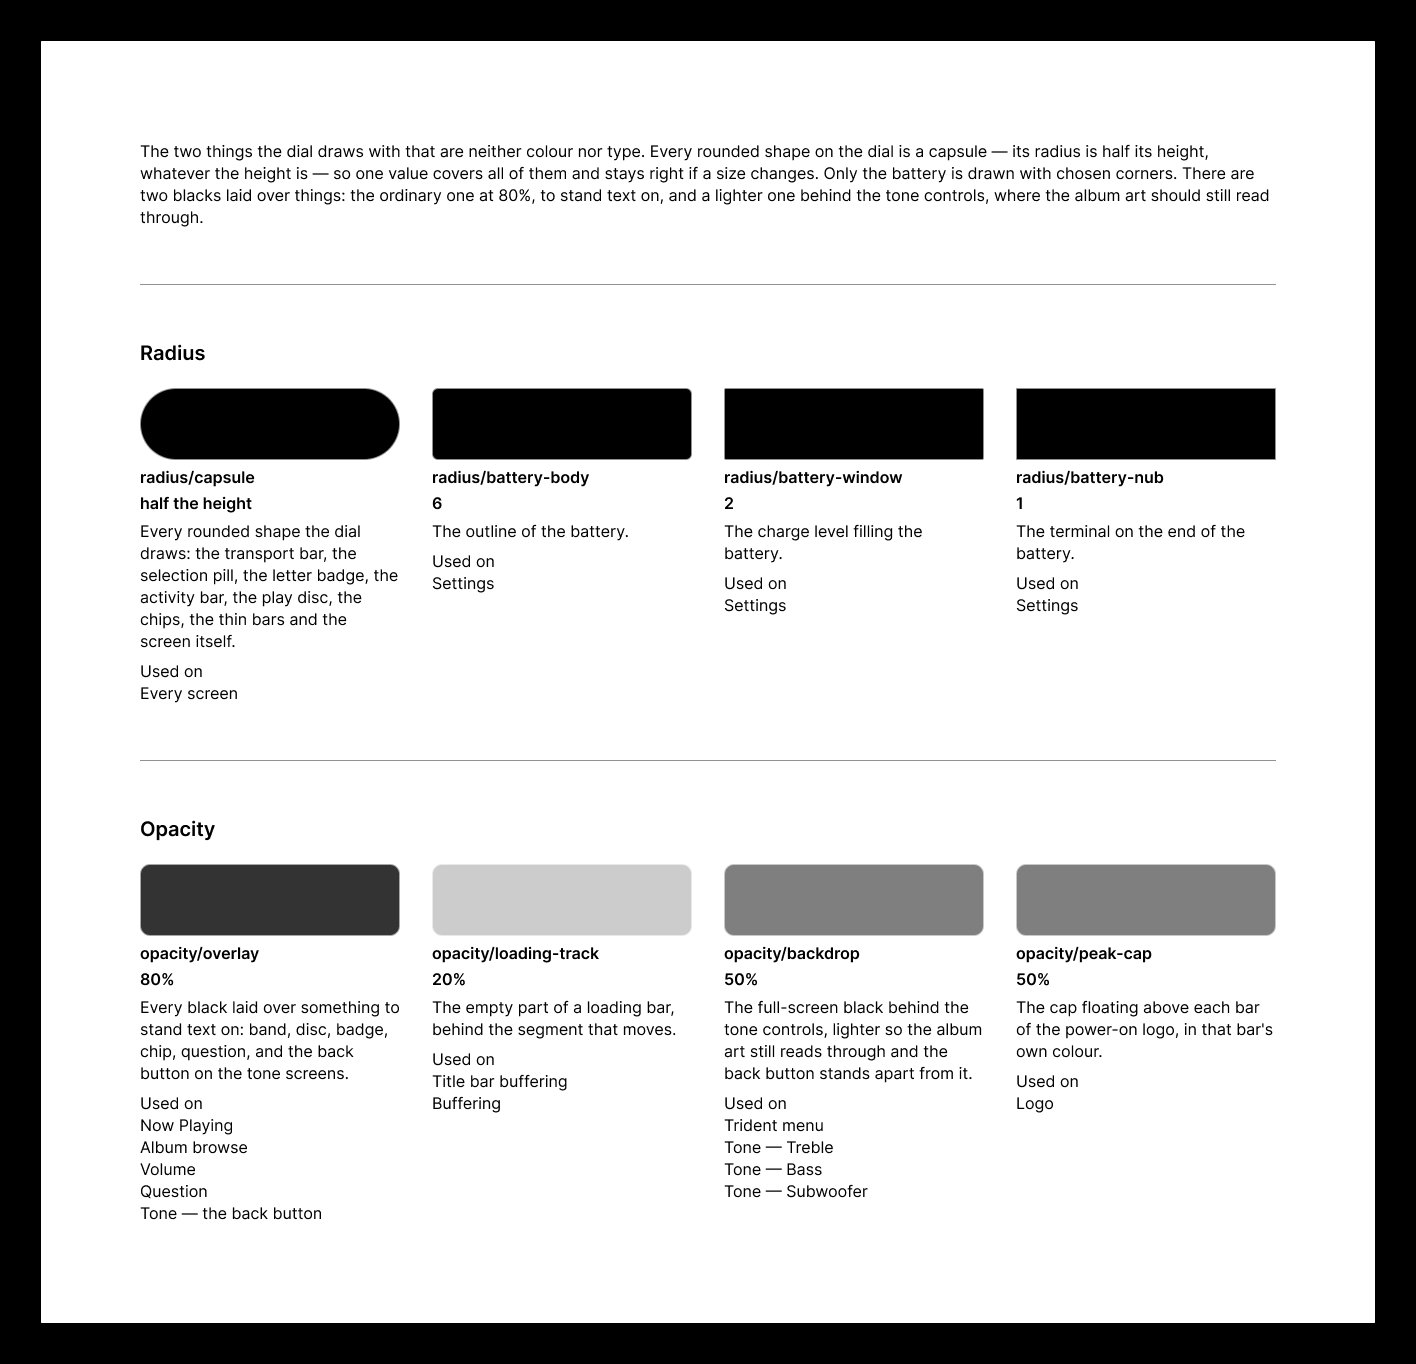 The two things the dial draws with that are neither colour nor type. Every rounded shape on the dial is a capsule — its radius is half its height,
whatever the height is — so one value covers all of them and stays right if a size changes. Only the battery is drawn with chosen corners. There are
two blacks laid over things: the ordinary one at 80%, to stand text on, and a lighter one behind the tone controls, where the album art should still read
through.
Radius
radius/capsule
half the height
Every rounded shape the dial
draws: the transport bar, the
selection pill, the letter badge, the
activity bar, the play disc, the
chips, the thin bars and the
screen itself.
Used on
Every screen
radius/battery-body
6
The outline of the battery.
Used on
Settings
radius/battery-window
2
The charge level filling the
battery.
Used on
Settings
radius/battery-nub
1
The terminal on the end of the
battery.
Used on
Settings
Opacity
opacity/overlay
80%
Every black laid over something to
stand text on: band, disc, badge,
chip, question, and the back
button on the tone screens.
Used on
Now Playing
Album browse
Volume
Question
Tone — the back button
opacity/loading-track
20%
The empty part of a loading bar,
behind the segment that moves.
Used on
Title bar buffering
Buffering
opacity/backdrop
50%
The full-screen black behind the
tone controls, lighter so the album
art still reads through and the
back button stands apart from it.
Used on
Trident menu
Tone — Treble
Tone — Bass
Tone — Subwoofer
opacity/peak-cap
50%
The cap floating above each bar
of the power-on logo, in that bar's
own colour.
Used on
Logo